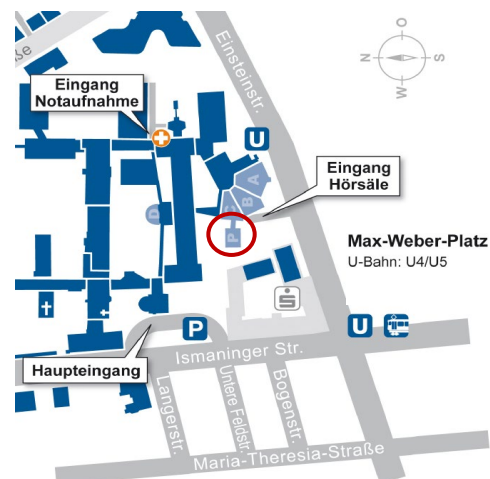 O
N
S
W
ße
Einsteinstr.
Eingang
Notaufnahme
U
Eingang
Hörsäle
A
B
C
D
P
Max-Weber-Platz
U-Bahn: U4/U5
S
P
U
Haupteingang
Ismaninger Str.
Langerstr.
Untere Feldstr.
Bogenstr.
Maria-Theresia-Straße